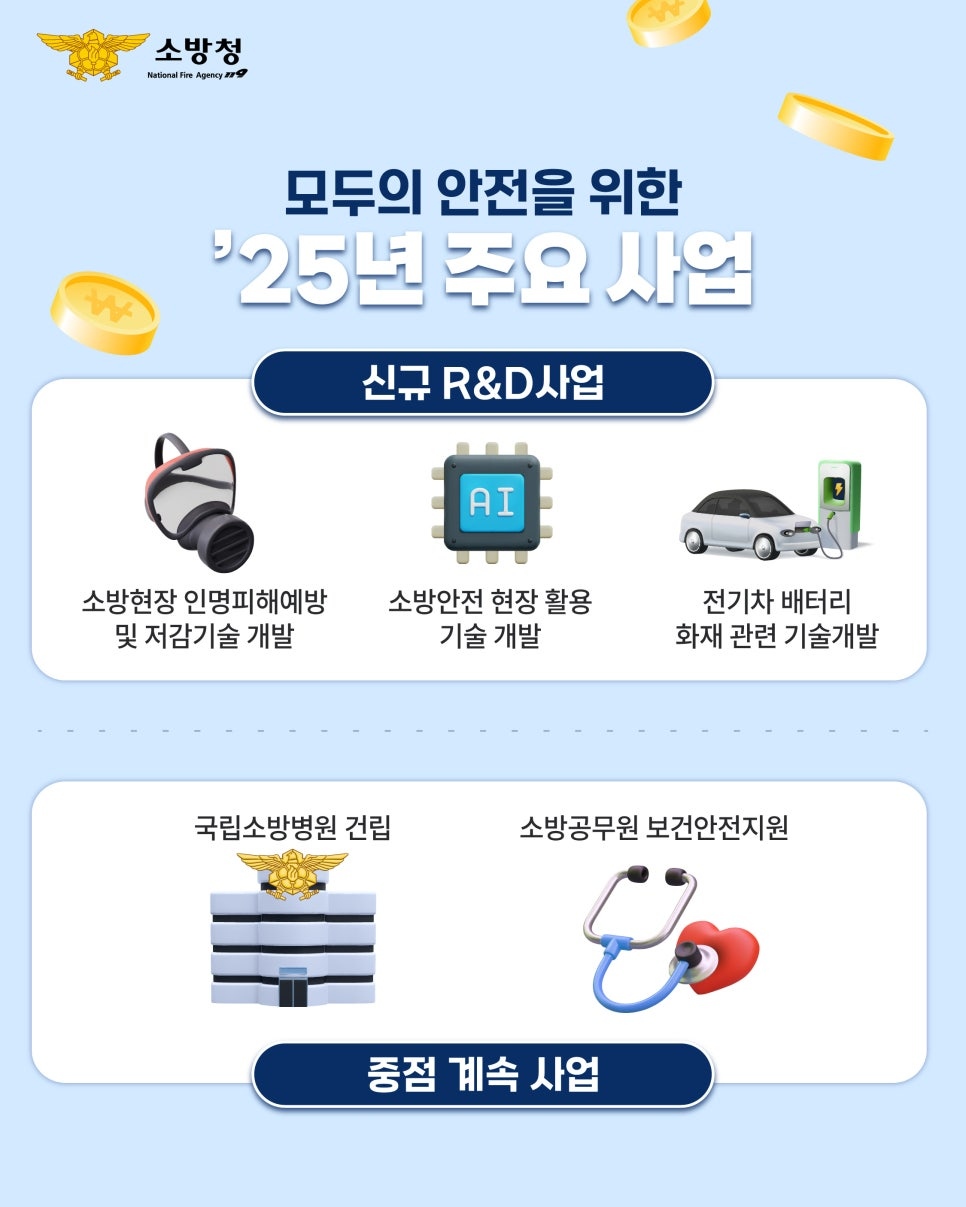 소방청
National Fire Agency 119
모두의 안전을 위한
’25년 주요 사업
신규 R&D사업
AI
소방현장 인명피해예방
및 저감기술 개발
소방안전 현장 활용
기술 개발
전기차 배터리
화재 관련 기술개발
국립소방병원 건립
소방공무원 보건안전지원
중점 계속 사업